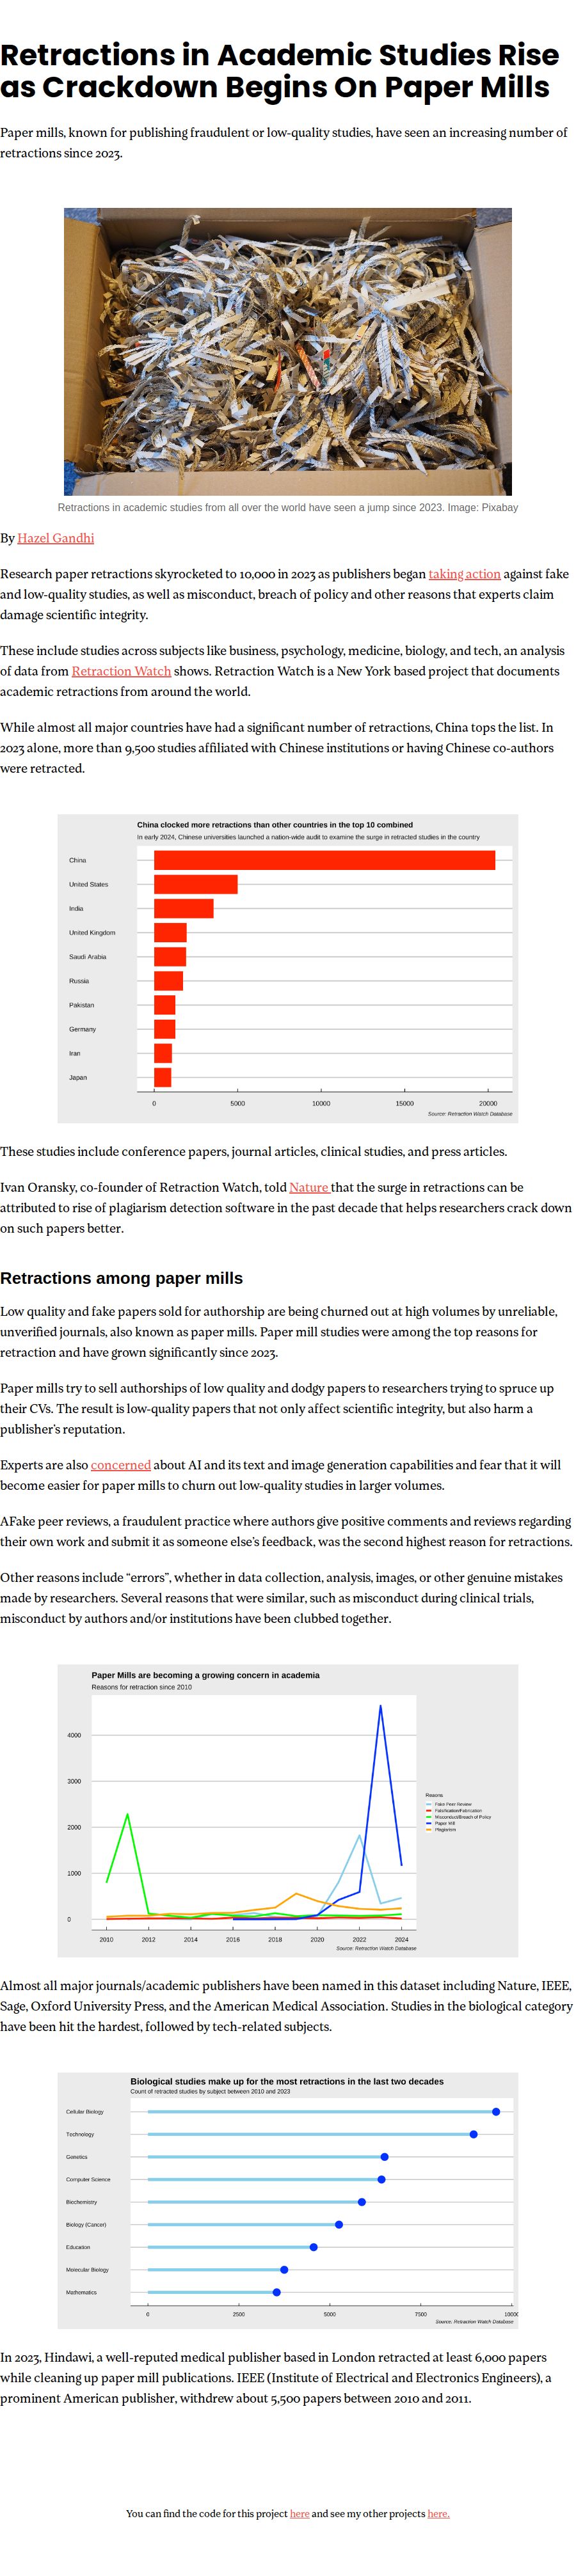 Retractions in Academic Studies Rise
as Crackdown Begins On Paper Mills
Paper mills, known for publishing fraudulent or low-quality studies, have seen an increasing number of
retractions since 2023.
Retractions in academic studies from all over the world have seen a jump since 2023. Image: Pixabay
By Hazel Gandhi
Research paper retractions skyrocketed to 10,000 in 2023 as publishers began taking action against fake
and low-quality studies, as well as misconduct, breach of policy and other reasons that experts claim
damage scientific integrity.
These include studies across subjects like business, psychology, medicine, biology, and tech, an analysis
of data from Retraction Watch shows. Retraction Watch is a New York based project that documents
academic retractions from around the world.
While almost all major countries have had a significant number of retractions, China tops the list. In
2023 alone, more than 9,500 studies affiliated with Chinese institutions or having Chinese co-authors
were retracted.
China clocked more retractions than other countries in the top 10 combined
In early 2024, Chinese universities launched a nation-wide audit to examine the surge in retracted studies in the country
China
United States
India
United Kingdom
Saudi Arabia
Russia
Pakistan
Germany
Iran
Japan
0 5000 10000 15000 20000
Source: Retraction Watch Database
These studies include conference papers, journal articles, clinical studies, and press articles.
Ivan Oransky, co-founder of Retraction Watch, told Nature that the surge in retractions can be
attributed to rise of plagiarism detection software in the past decade that helps researchers crack down
on such papers better.
Retractions among paper mills
Low quality and fake papers sold for authorship are being churned out at high volumes by unreliable,
unverified journals, also known as paper mills. Paper mill studies were among the top reasons for
retraction and have grown significantly since 2023.
Paper mills try to sell authorships of low quality and dodgy papers to researchers trying to spruce up
their CVs. The result is low-quality papers that not only affect scientific integrity, but also harm a
publisher's reputation.
Experts are also concerned about AI and its text and image generation capabilities and fear that it will
become easier for paper mills to churn out low-quality studies in larger volumes.
AFake peer reviews, a fraudulent practice where authors give positive comments and reviews regarding
their own work and submit it as someone else's feedback, was the second highest reason for retractions.
Other reasons include “errors”, whether in data collection, analysis, images, or other genuine mistakes
made by researchers. Several reasons that were similar, such as misconduct during clinical trials,
misconduct by authors and/or institutions have been clubbed together.
Paper Mills are becoming a growing concern in academia
Reasons for retraction since 2010
4000
3000
2000
1000
0
2010 2012 2014 2016 2018 2020 2022 2024
Reasons
Fake Peer Review
Falsification/Fabrication
Misconduct/Breach of Policy
Paper Mill
Plagiarism
Source: Retraction Watch Database
Almost all major journals/academic publishers have been named in this dataset including Nature, IEEE,
Sage, Oxford University Press, and the American Medical Association. Studies in the biological category
have been hit the hardest, followed by tech-related subjects.
Biological studies make up for the most retractions in the last two decades
Count of retracted studies by subject between 2010 and 2023
Cellular Biology
Technology
Genetics
Computer Science
Biochemistry
Biology (Cancer)
Education
Molecular Biology
Mathematics
0 2500 5000 7500 10000
Source: Retraction Watch Database
In 2023, Hindawi, a well-reputed medical publisher based in London retracted at least 6,000 papers
while cleaning up paper mill publications. IEEE (Institute of Electrical and Electronics Engineers), a
prominent American publisher, withdrew about 5,500 papers between 2010 and 2011.
You can find the code for this project here and see my other projects here.